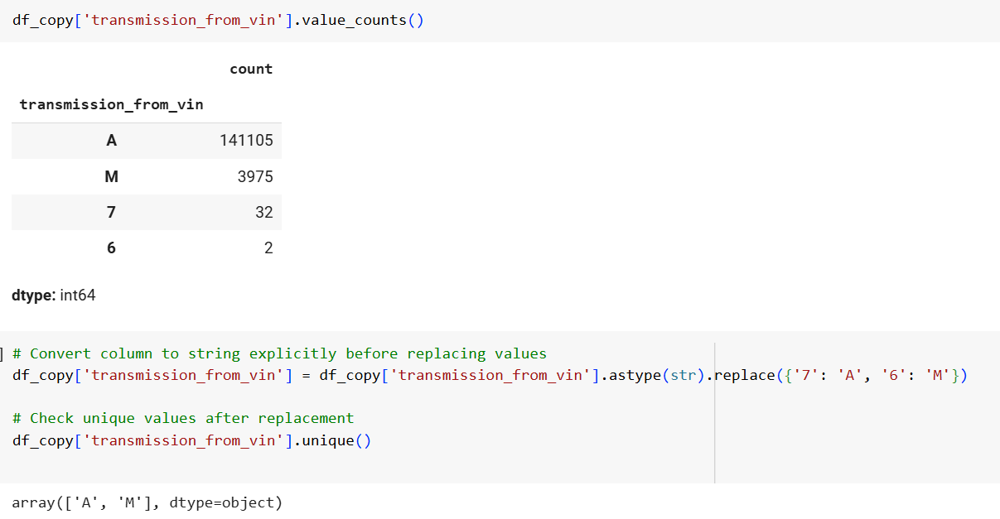 df_copy['transmission_from_vin'].value_counts()
count
transmission_from_vin
A 141105
M 3975
7 32
6 2
dtype: int64
] # Convert column to string explicitly before replacing values
df_copy['transmission_from_vin'] = df_copy['transmission_from_vin'].astype(str).replace({'7': 'A', '6': 'M'})
# Check unique values after replacement
df_copy['transmission_from_vin'].unique()
array(['A', 'M'], dtype=object)